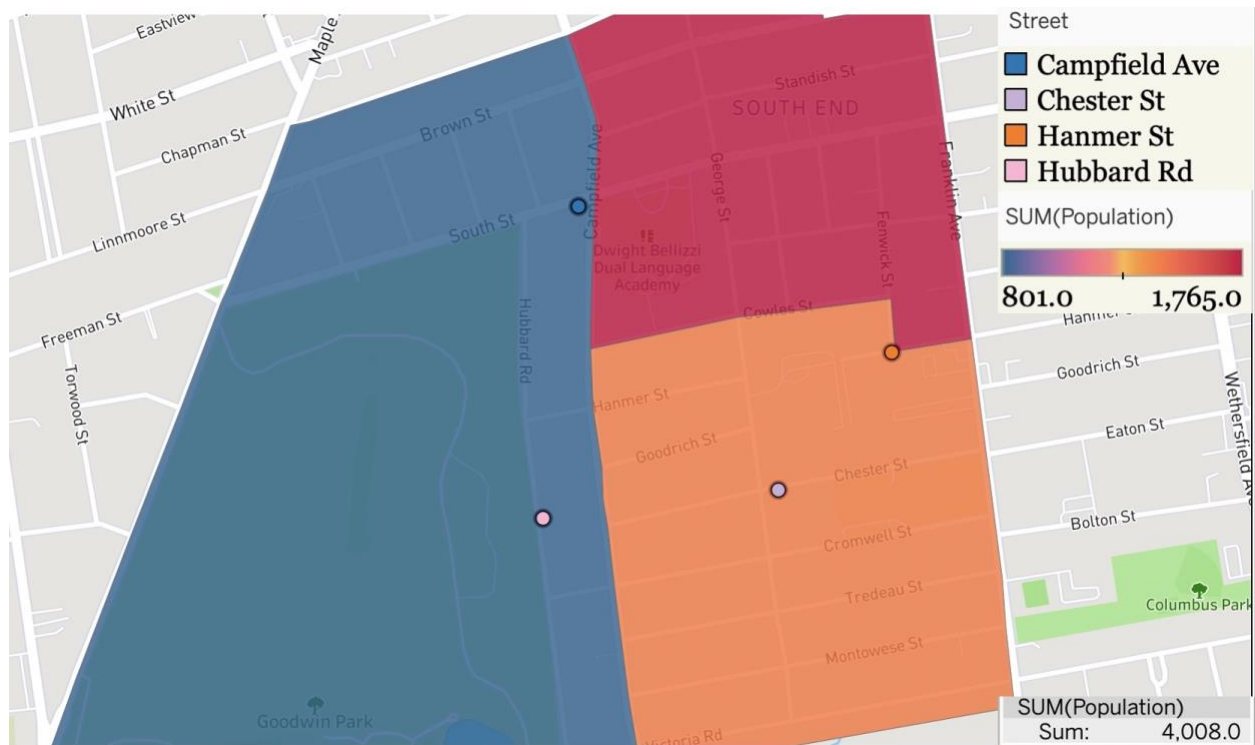 Eastview
Maple
White St
Chapman St
Linnmoore St
Freeman St
Torwood St
Brown St
South St
Campfield Ave
Hubbard Rd
Goodwin Park
Standish St
SOUTH END
George St
Franklin Ave
Fenwick St
Dwight Bellizzi
Dual Language
Academy
Cowles St
Hanmer St
Goodrich St
Chester St
Cromwell St
Tredeau St
Montowese St
Victoria Rd
Street
Campfield Ave
Chester St
Hanmer St
Hubbard Rd
SUM(Population)
801.0 1,765.0
Goodrich St
Eaton St
Wethersfield
Bolton St
Columbus Park
SUM(Population)
Sum: 4,008.0